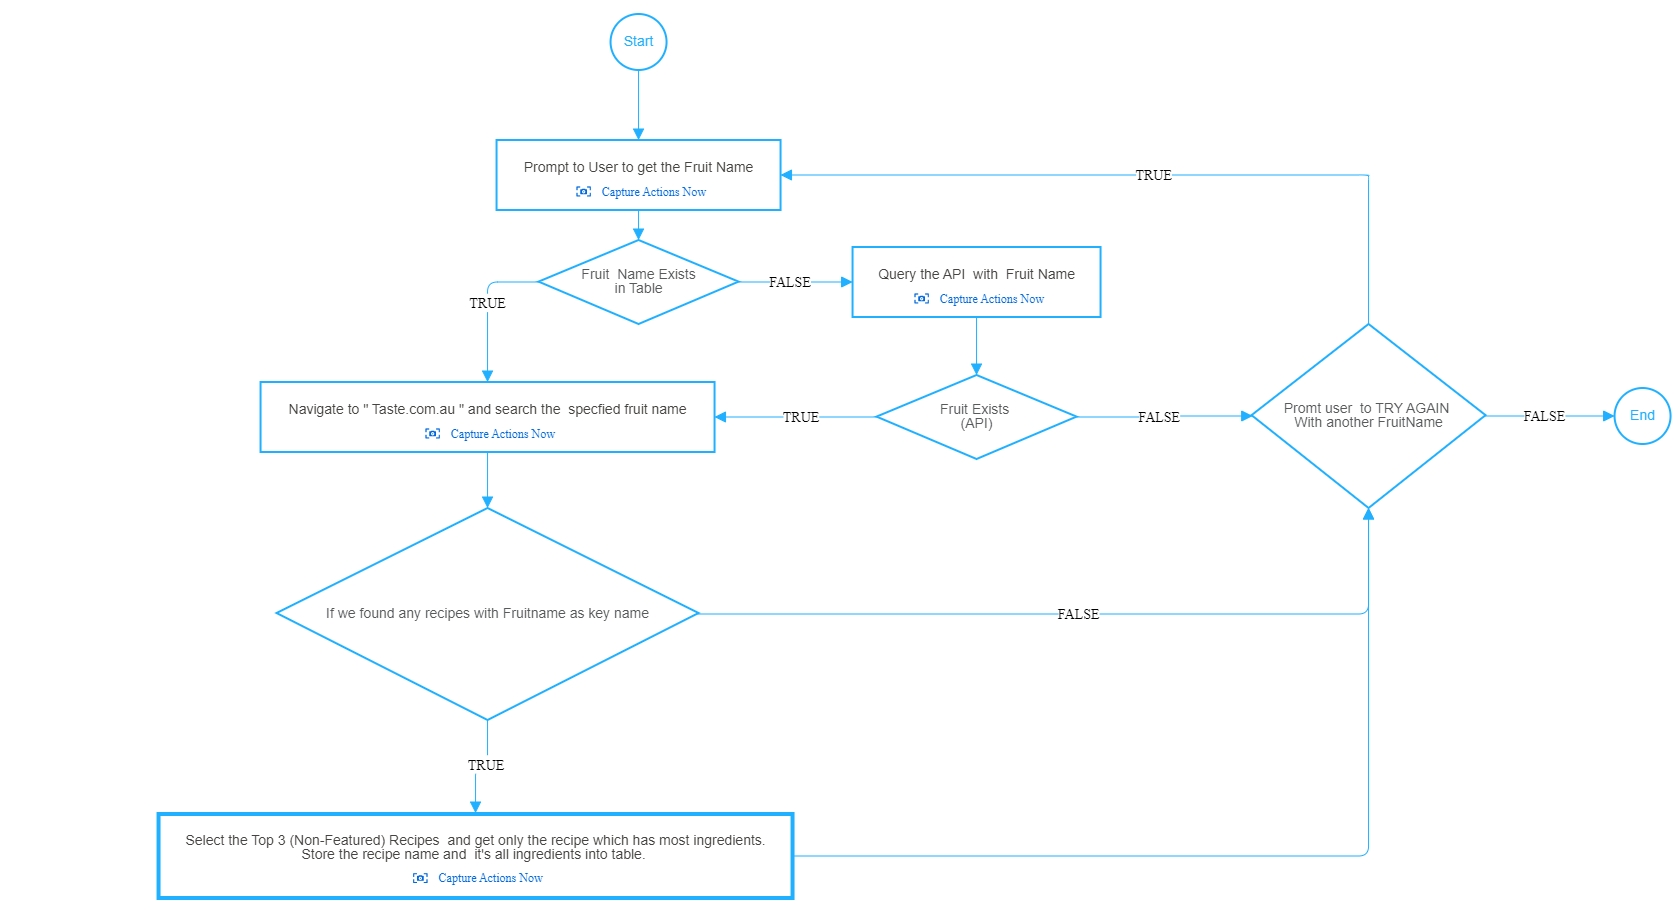 Start
Prompt to User to get the Fruit Name
Capture Actions Now
TRUE
Fruit  Name Exists
in Table
FALSE
Query the API  with  Fruit Name
Capture Actions Now
TRUE
Navigate to " Taste.com.au " and search the  specfied fruit name
Capture Actions Now
TRUE
Fruit Exists
(API)
FALSE
Promt user  to TRY AGAIN
With another FruitName
FALSE
End
If we found any recipes with Fruitname as key name
FALSE
TRUE
Select the Top 3 (Non-Featured) Recipes  and get only the recipe which has most ingredients.
Store the recipe name and  it's all ingredients into table.
Capture Actions Now